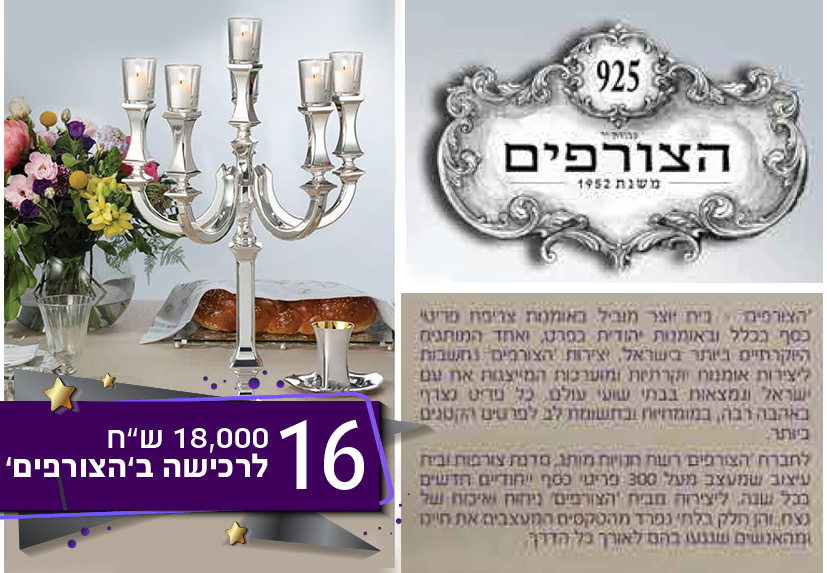 925
חנויות
הצורפים
משנת 1952
'הצורפים' - בית יוצר מוביל באומנות צריפת פריטי
כסף בכלל ובאומנות יהודית בפרט, ואחד המותגים
היוקרתיים ביותר בישראל. יצירות 'הצורפים' נחשבות
ליצירות אומנות יוקרתיות ומוערכות המייצגות את עם
ישראל ונמצאות בבתי שועי עולם. כל פריט נצרף
באהבה רבה, במומחיות ובתשומת לב לפרטים הקטנים
ביותר.
לחברת 'הצורפים' רשת חנויות מותג, סדנת צורפות ובית
עיצוב שמעצב מעל 300 פריטי כסף ייחודיים חדשים
בכל שנה. ליצירות מבית 'הצורפים' ניחוח ואיכות של
נצח, והן חלק בלתי נפרד מהטקסים המעצבים את חיינו
ומהאנשים שנגעו בהם לאורך כל הדרך.
16
18,000 ש"ח
לרכישה ב'הצורפים'